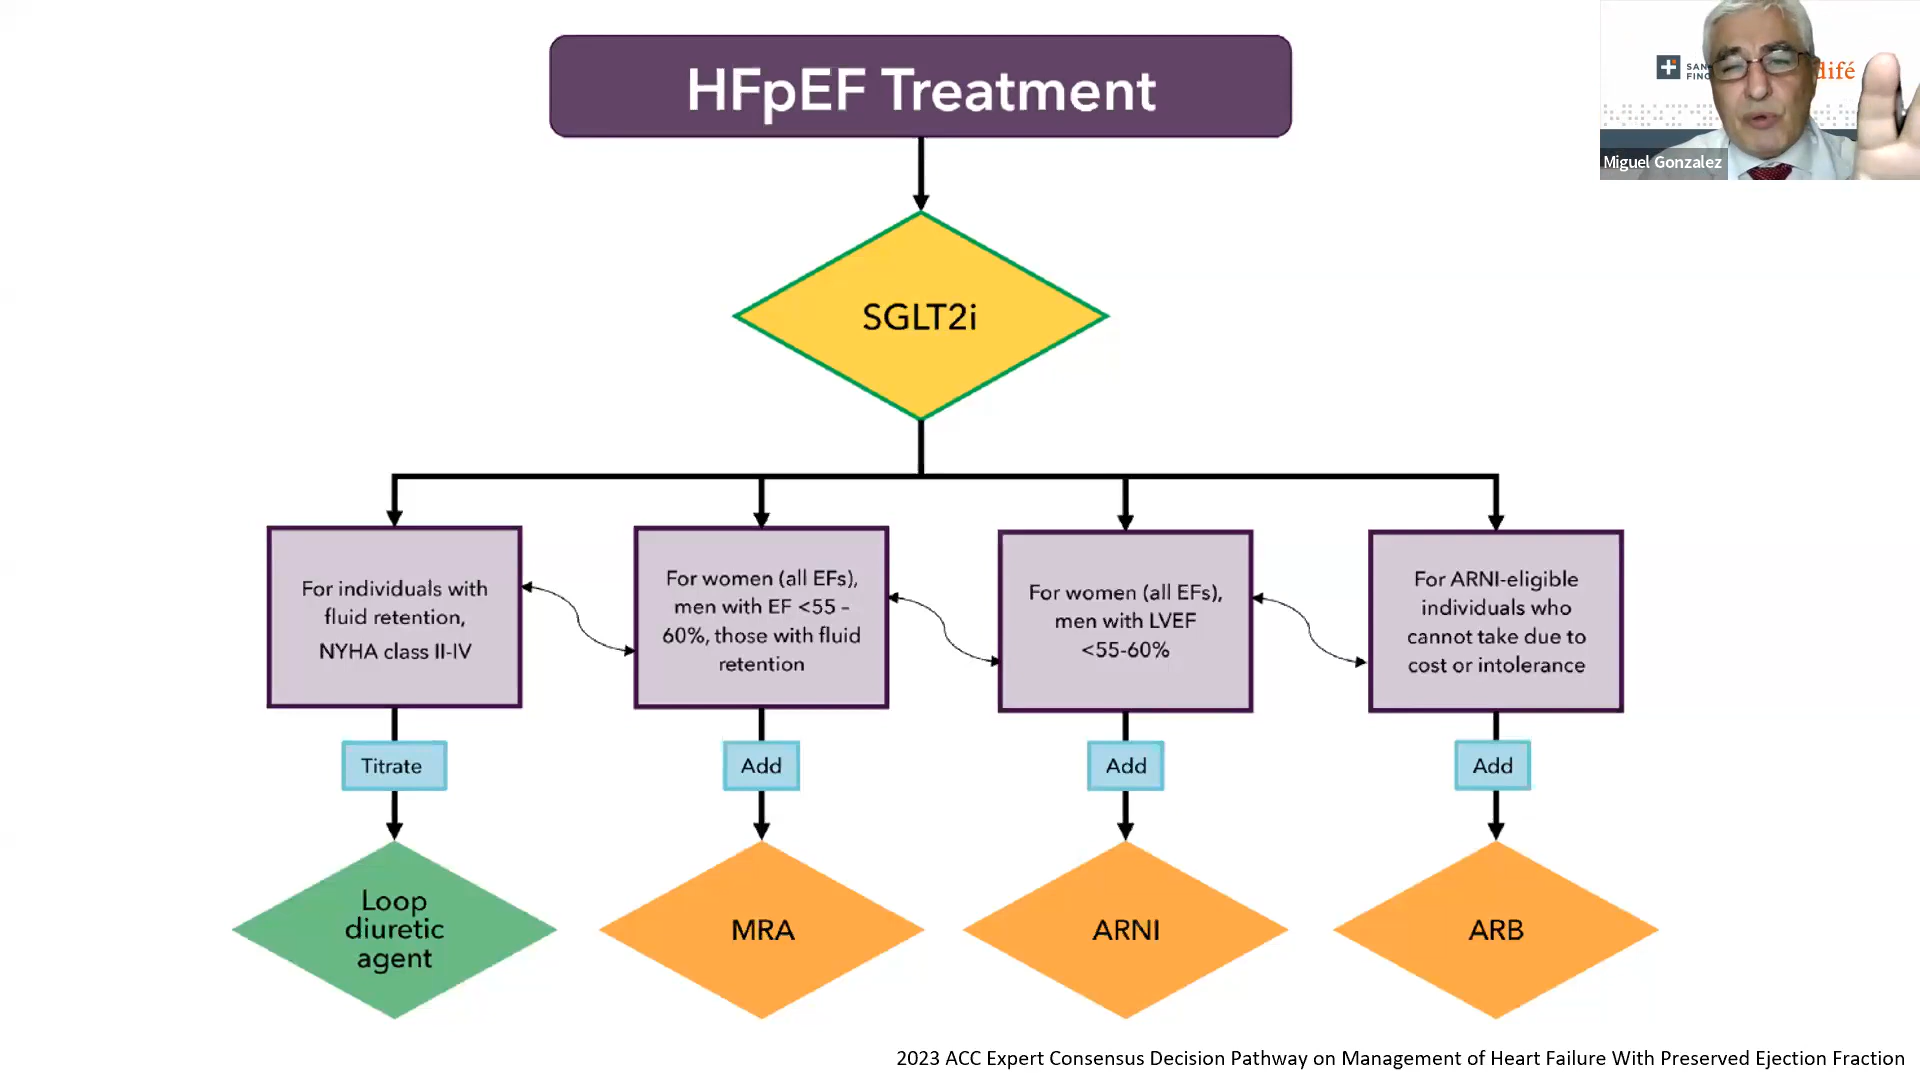 HFpEF Treatment
SGLT2i
For individuals with
fluid retention,
NYHA class II-IV
For women (all EFs),
men with EF <55 –
60%, those with fluid
retention
For women (all EFs),
men with LVEF
<55-60%
For ARNI-eligible
individuals who
cannot take due to
cost or intolerance
Titrate
Add
Add
Add
Loop
diuretic
agent
MRA
ARNI
ARB
2023 ACC Expert Consensus Decision Pathway on Management of Heart Failure With Preserved Ejection Fraction
Miguel Gonzalez